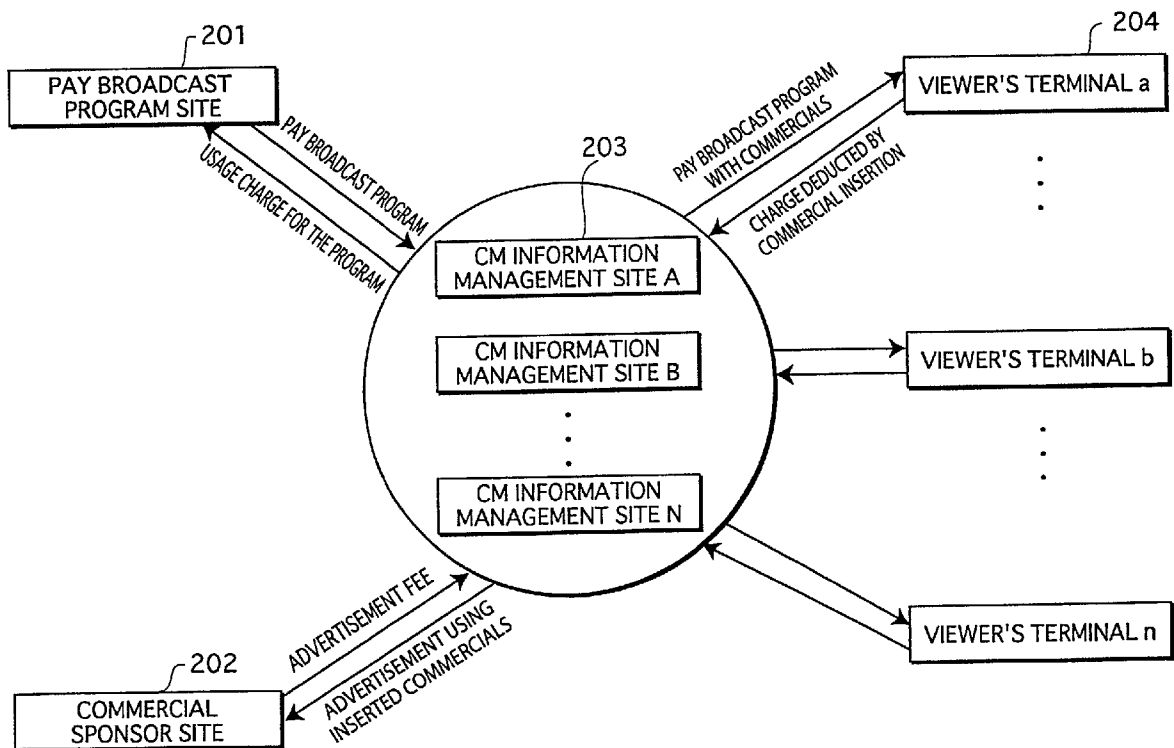 201
PAY BROADCAST
PROGRAM SITE
PAY BROADCAST PROGRAM
USAGE CHARGE FOR THE PROGRAM
204
VIEWER'S TERMINAL a
PAY BROADCAST PROGRAM
WITH COMMERCIALS
CHARGE DEDUCTED BY
COMMERCIAL INSERTION
203
CM INFORMATION
MANAGEMENT SITE A
CM INFORMATION
MANAGEMENT SITE B
CM INFORMATION
MANAGEMENT SITE N
VIEWER'S TERMINAL b
VIEWER'S TERMINAL n
ADVERTISEMENT FEE
ADVERTISEMENT USING
INSERTED COMMERCIALS
202
COMMERCIAL
SPONSOR SITE